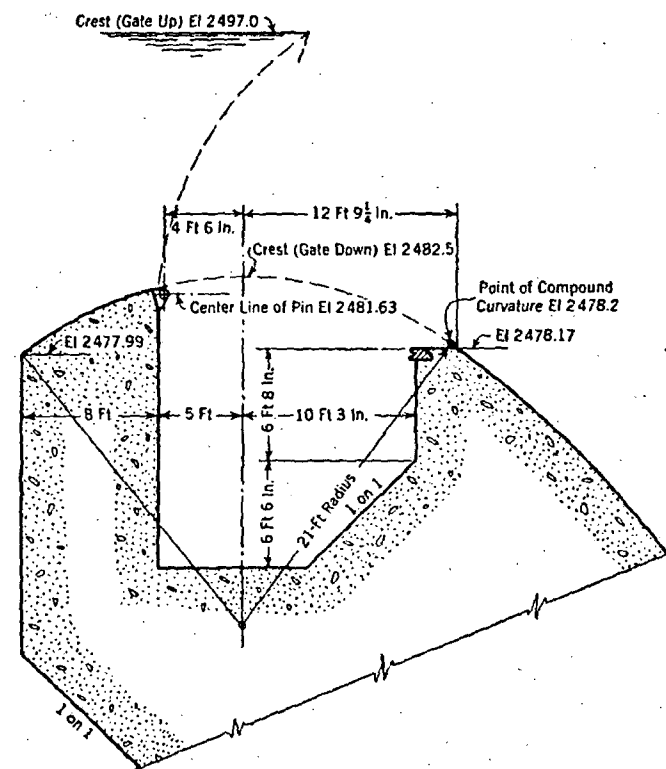 Crest (Gate Up) El 2497.0
12 Ft 9 1/4 In.
4 Ft 6 In.
Crest (Gate Down) El 2482.5
Center Line of Pin El 2481.63
Point of Compound
Curvature El 2478.2
El 2478.17
El 2477.99
6 Ft 8 In.
8 Ft
5 Ft
10 Ft 3 In.
6 Ft 6 In.
21-ft Radius
1 on 1
1 on 1